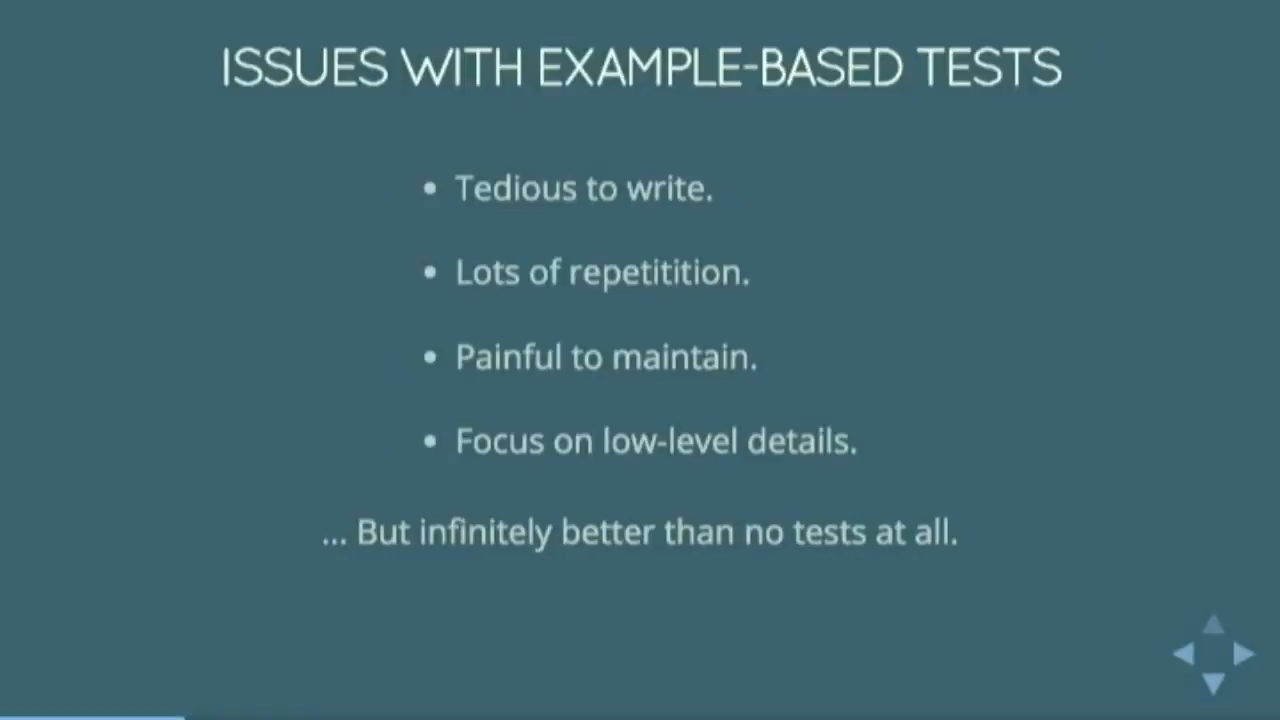 ISSUES WITH EXAMPLE-BASED TESTS
• Tedious to write.
• Lots of repetitition.
• Painful to maintain.
• Focus on low-level details.
... But infinitely better than no tests at all.